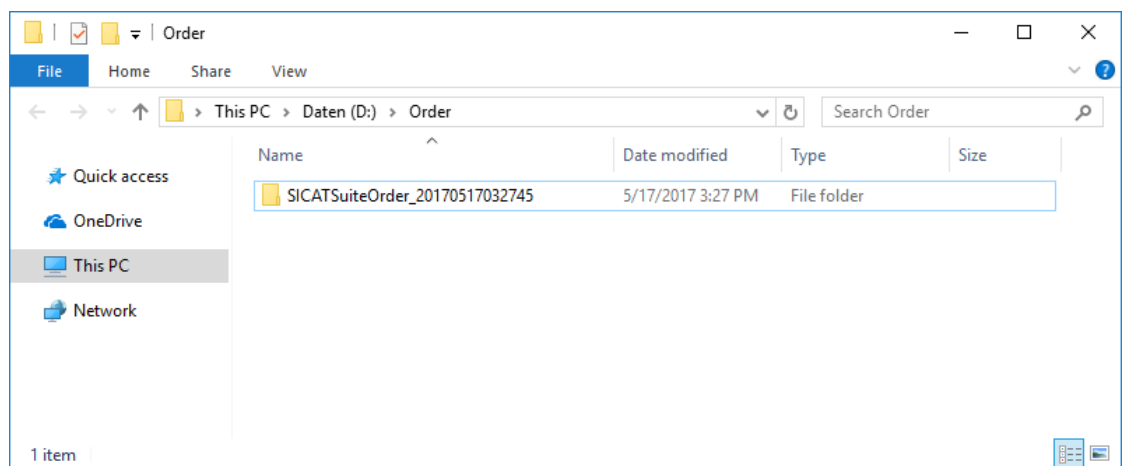 Order
File Home Share View
This PC > Daten (D:) > Order Search Order
Name Date modified Type Size
Quick access
SICATSuiteOrder_20170517032745 5/17/2017 3:27 PM File folder
OneDrive
This PC
Network
1 item